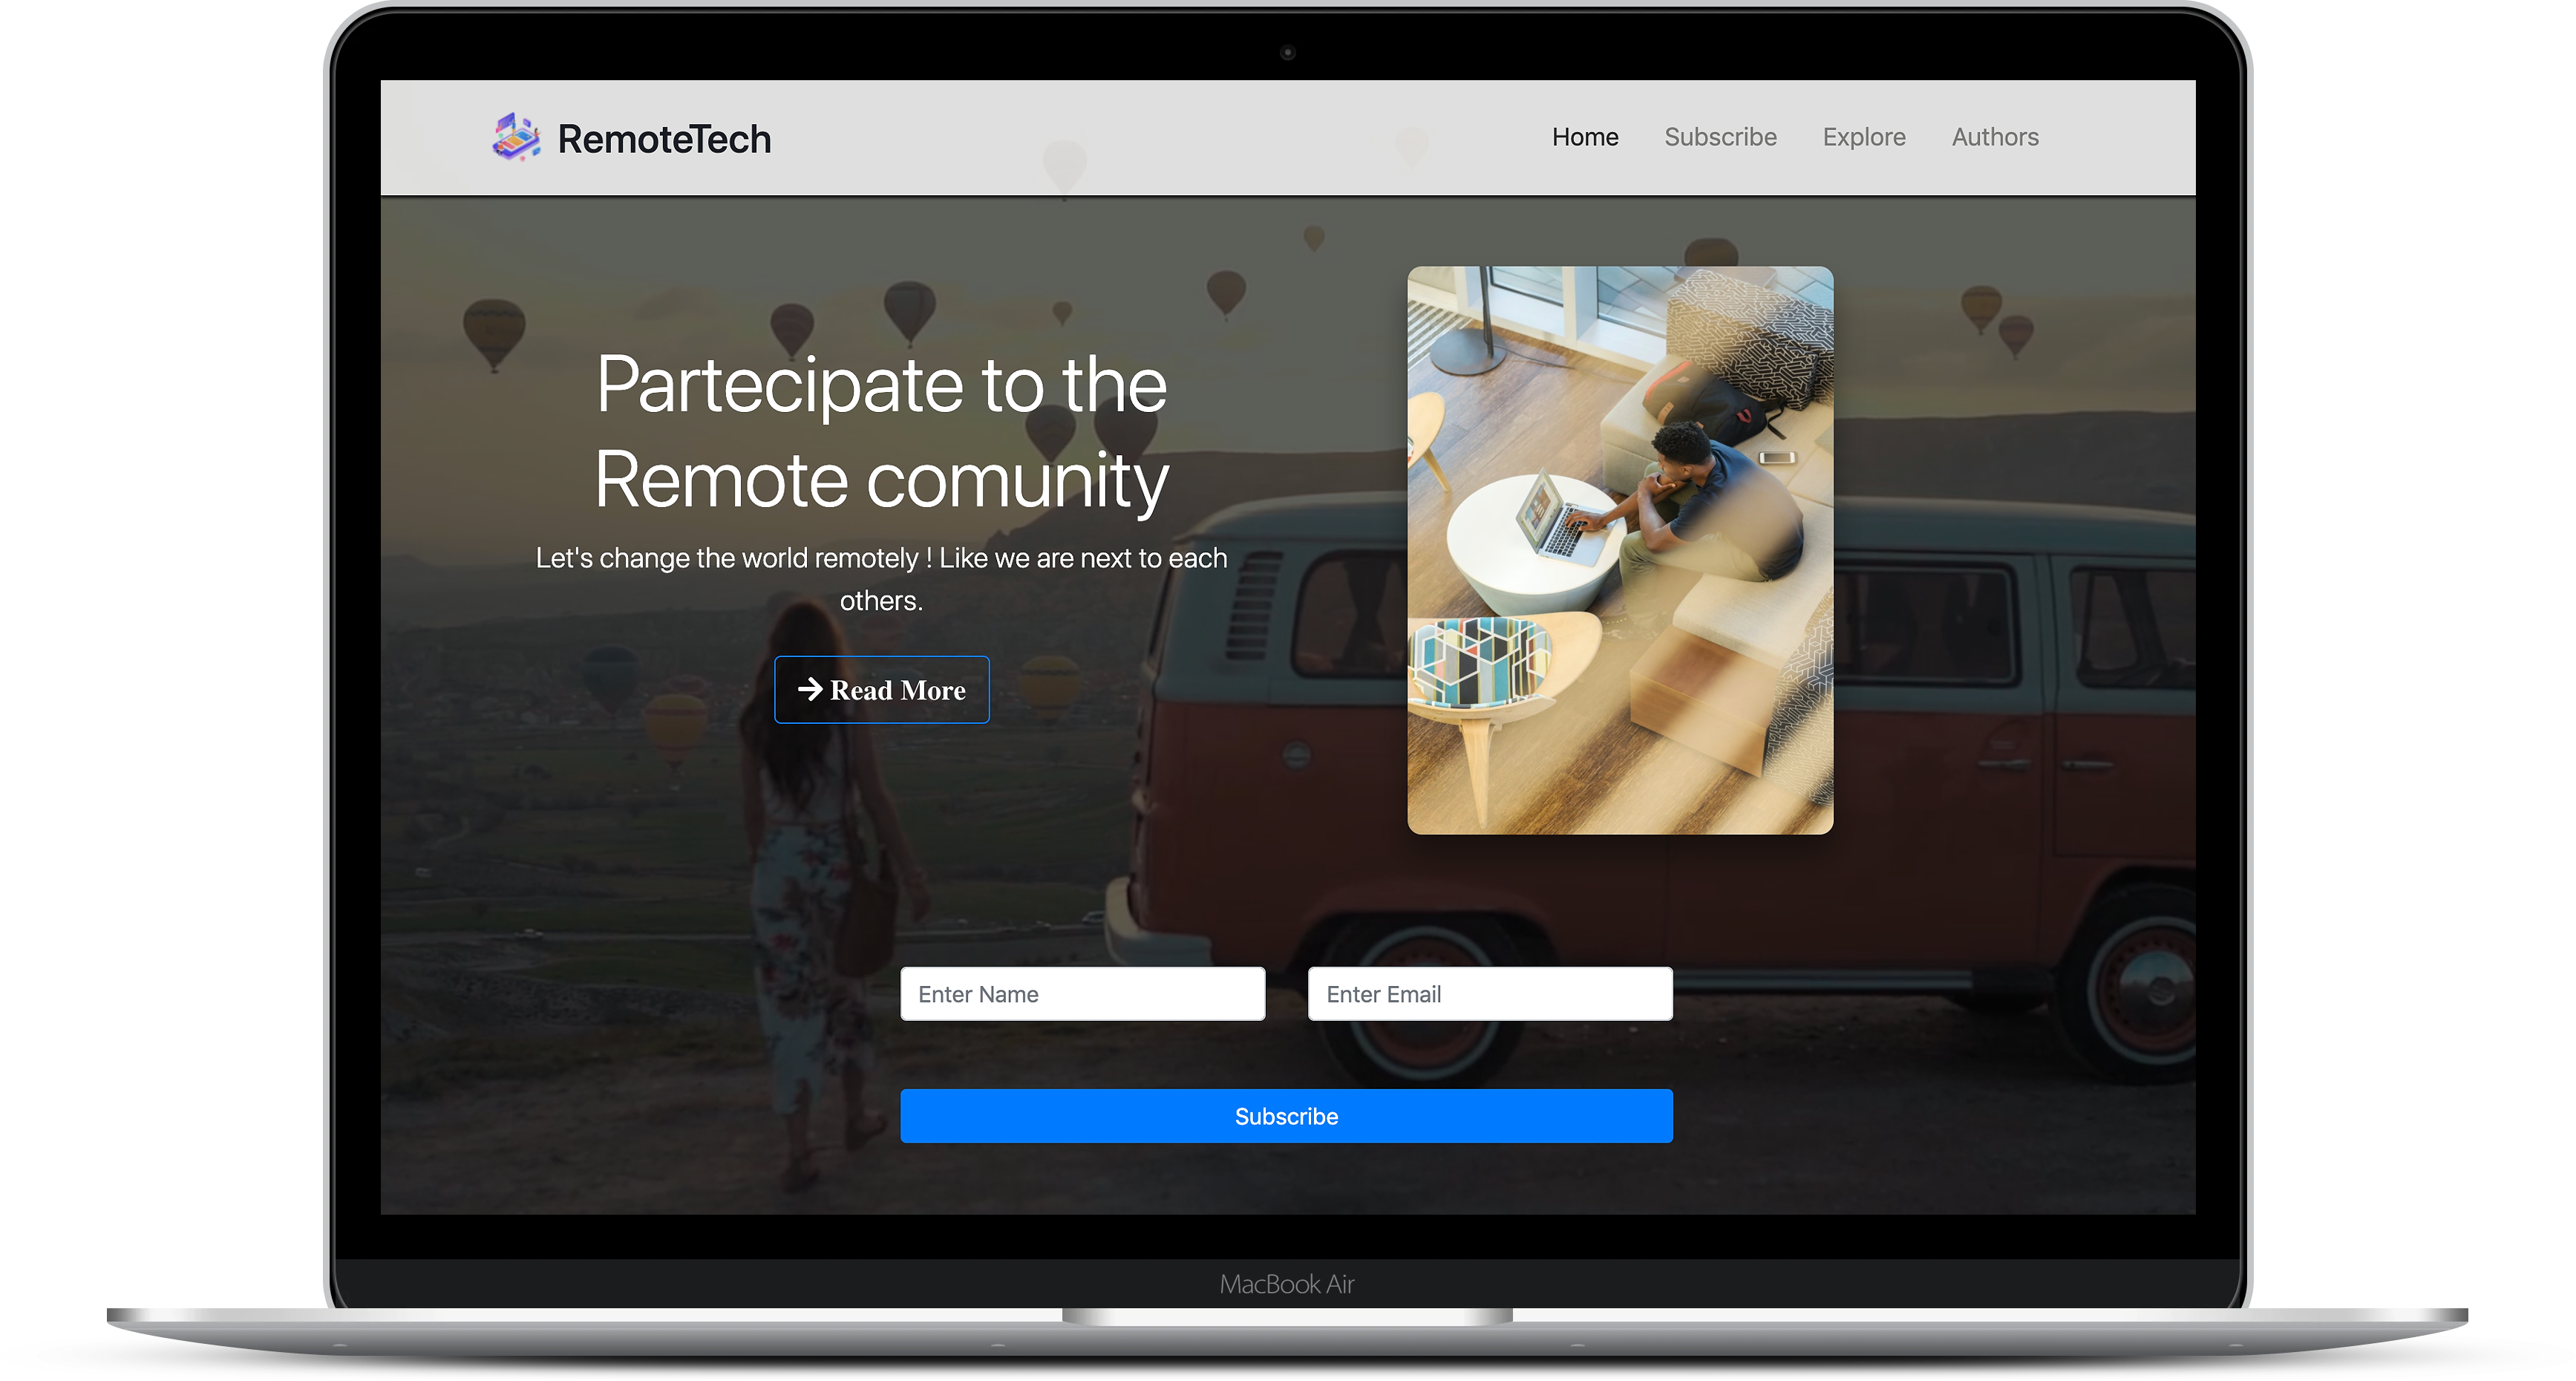 RemoteTech
Home Subscribe Explore Authors
Partecipate to the
Remote comunity
Let's change the world remotely ! Like we are next to each
others.
Read More
Enter Name
Enter Email
Subscribe
MacBook Air